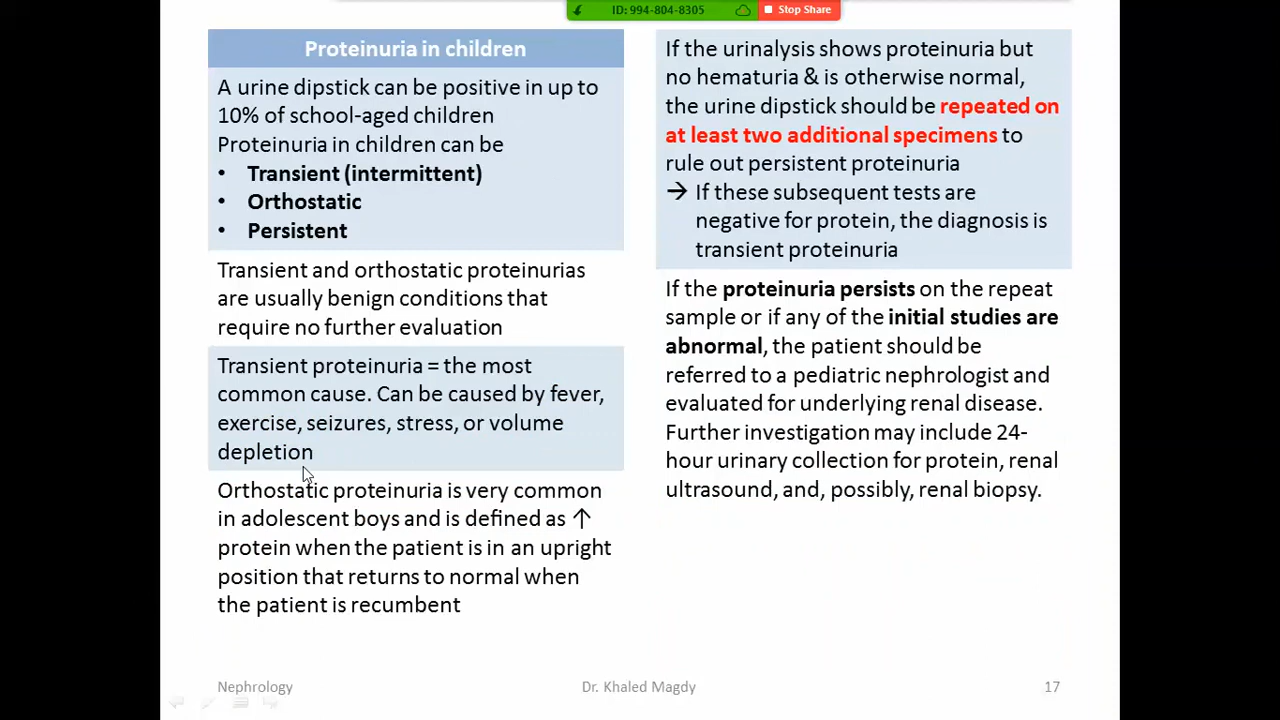 ID: 994-804-8305
Stop Share
Proteinuria in children
A urine dipstick can be positive in up to
10% of school-aged children
Proteinuria in children can be
• Transient (intermittent)
• Orthostatic
• Persistent
Transient and orthostatic proteinurias
are usually benign conditions that
require no further evaluation
Transient proteinuria = the most
common cause. Can be caused by fever,
exercise, seizures, stress, or volume
depletion
Orthostatic proteinuria is very common
in adolescent boys and is defined as ↑
protein when the patient is in an upright
position that returns to normal when
the patient is recumbent
If the urinalysis shows proteinuria but
no hematuria & is otherwise normal,
the urine dipstick should be repeated on
at least two additional specimens to
rule out persistent proteinuria
→ If these subsequent tests are
negative for protein, the diagnosis is
transient proteinuria
If the proteinuria persists on the repeat
sample or if any of the initial studies are
abnormal, the patient should be
referred to a pediatric nephrologist and
evaluated for underlying renal disease.
Further investigation may include 24-
hour urinary collection for protein, renal
ultrasound, and, possibly, renal biopsy.
Nephrology
Dr. Khaled Magdy
17